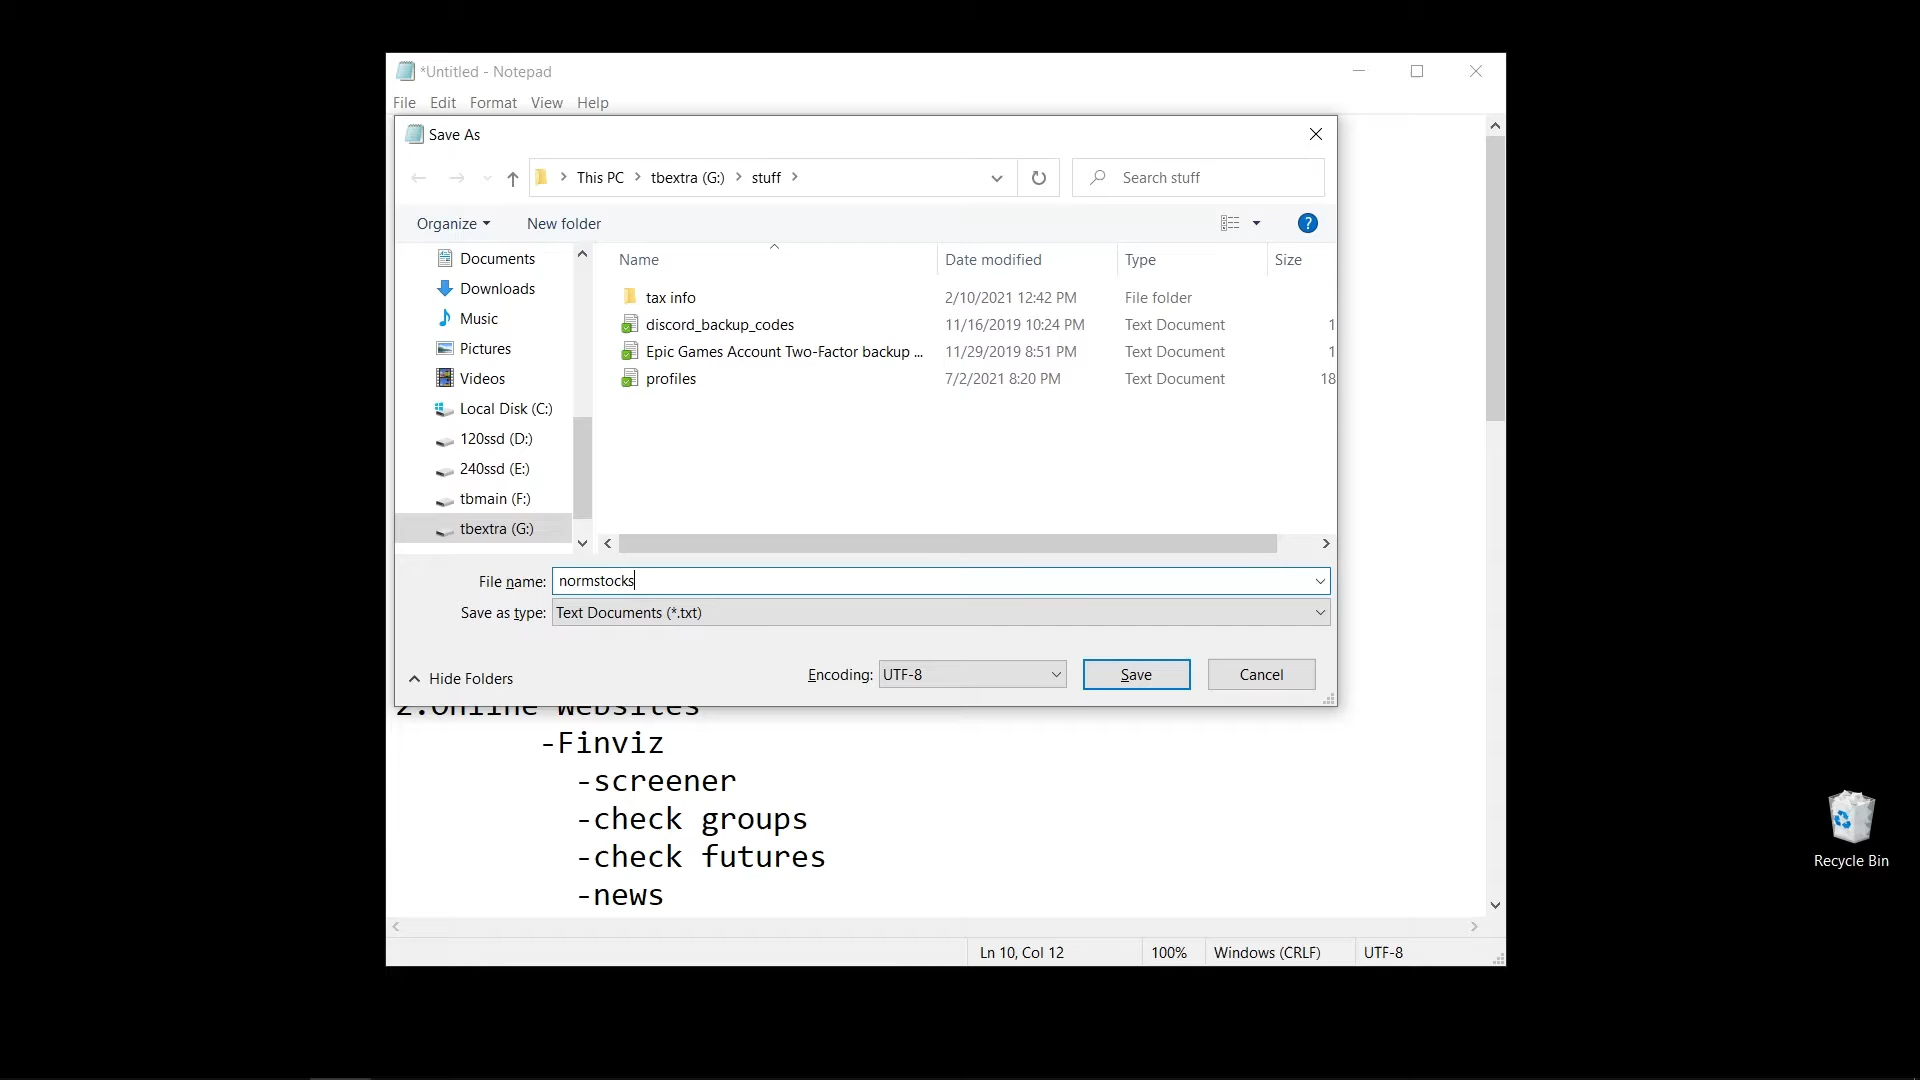 *Untitled - Notepad
File Edit Format View Help
Save As
This PC tbextra (G:) stuff Search stuff
Organize New folder ?
Name Date modified Type Size
Documents
Downloads
Music
Pictures
Videos
Local Disk (C:)
120ssd (D:)
240ssd (E:)
tbmain (F:)
tbextra (G:)
tax info 2/10/2021 12:42 PM File folder
discord_backup_codes 11/16/2019 10:24 PM Text Document 1
Epic Games Account Two-Factor backup ... 11/29/2019 8:51 PM Text Document 1
profiles 7/2/2021 8:20 PM Text Document 18
File name: normstocks
Save as type: Text Documents (*.txt)
Hide Folders Encoding: UTF-8 Save Cancel
2.Online Websites
-Finviz
-screener
-check groups
-check futures
-news
Ln 10, Col 12 100% Windows (CRLF) UTF-8
Recycle Bin